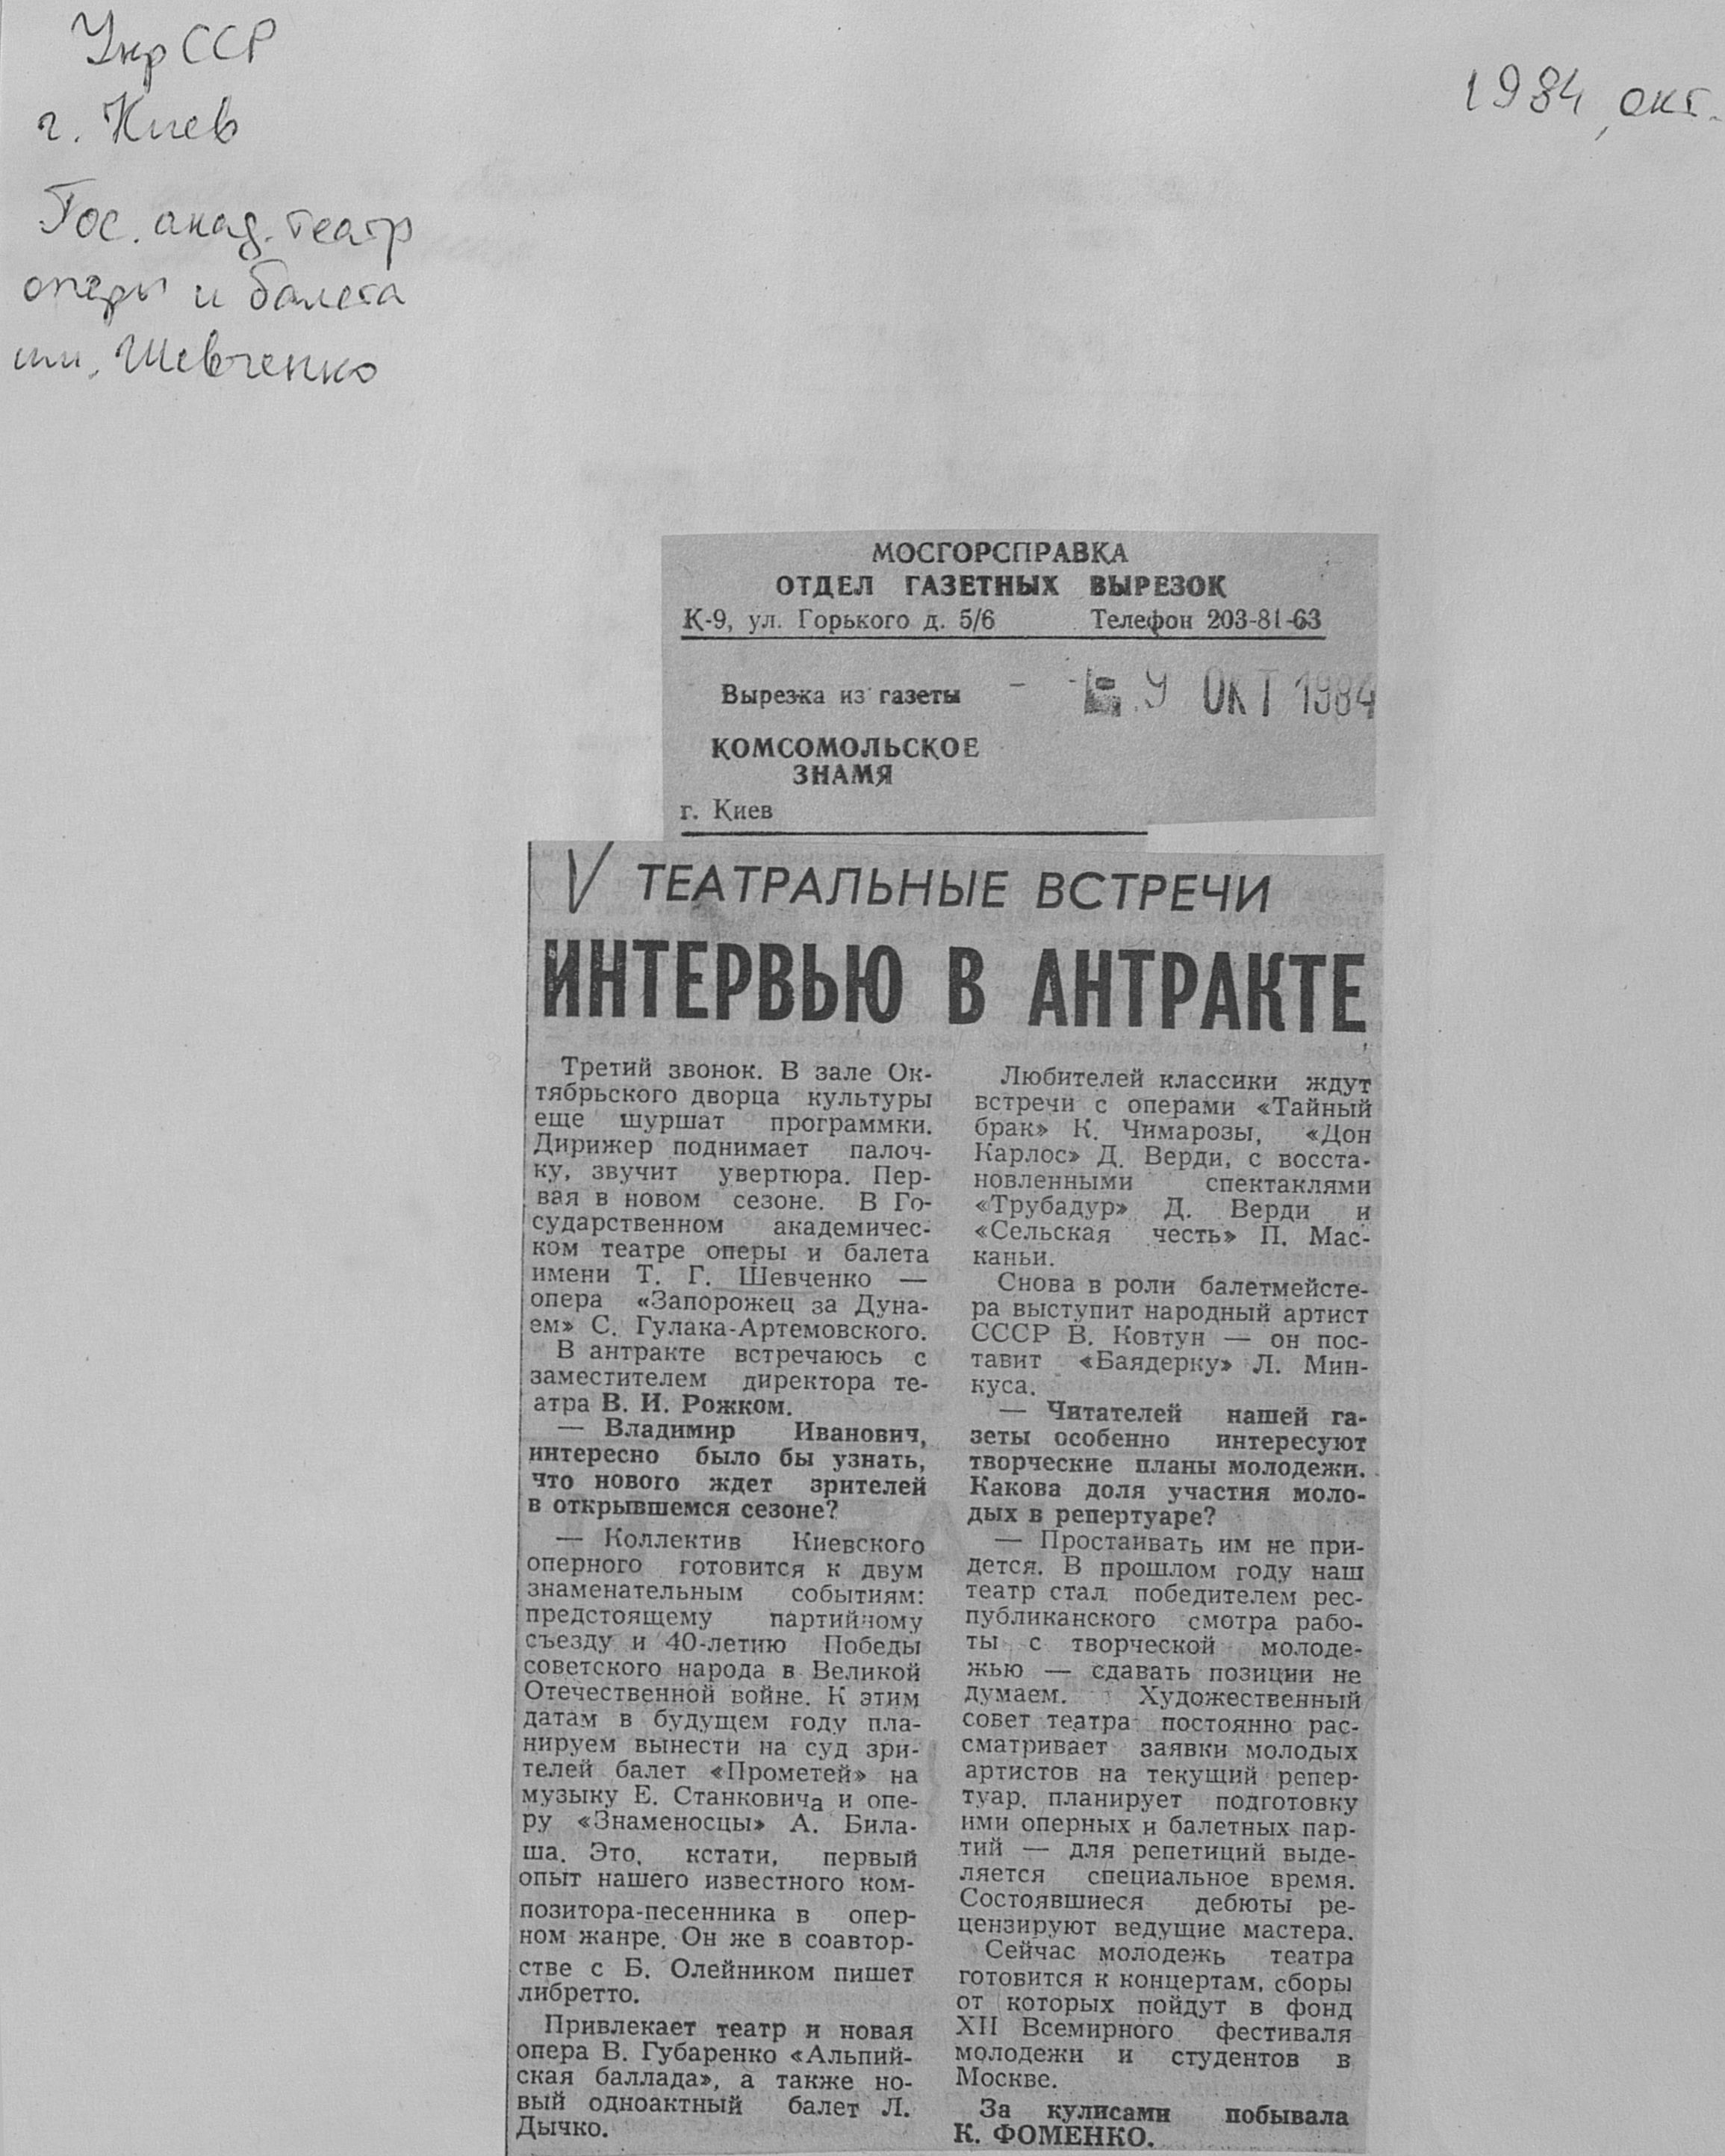 УкрССР
г. Киев
Гос. акад. театр
оперы и балета
им. Шевченко
1984, окт.
МОСГОРСПРАВКА
ОТДЕЛ ГАЗЕТНЫХ ВЫРЕЗОК
К-9, ул. Горького д. 5/6 Телефон 203-81-63
Вырезка из газеты
9 ОКТ 1984
КОМСОМОЛЬСКОЕ
ЗНАМЯ
г. Киев
V ТЕАТРАЛЬНЫЕ ВСТРЕЧИ
ИНТЕРВЬЮ В АНТРАКТЕ
Третий звонок. В зале Ок-
тябрьского дворца культуры
еще шуршат программки.
Дирижер поднимает палоч-
ку, звучит увертюра. Пер-
вая в новом сезоне. В Го-
сударственном академичес-
ком театре оперы и балета
имени Т. Г. Шевченко —
опера «Запорожец за Дуна-
ем» С. Гулака-Артемовского.
В антракте встречаюсь с
заместителем директора те-
атра В. И. Рожком.
— Владимир Иванович,
интересно было бы узнать,
что нового ждет зрителей
в открывшемся сезоне?
— Коллектив Киевского
оперного готовится к двум
знаменательным событиям:
предстоящему партийному
съезду и 40-летию Победы
советского народа в Великой
Отечественной войне. К этим
датам в будущем году пла-
нируем вынести на суд зри-
телей балет «Прометей» на
музыку Е. Станковича и опе-
ру «Знаменосцы» А. Била-
ша. Это, кстати, первый
опыт нашего известного ком-
позитора-песенника в опер-
ном жанре. Он же в соавтор-
стве с Б. Олейником пишет
либретто.
Привлекает театр и новая
опера В. Губаренко «Альпий-
ская баллада», а также но-
вый одноактный балет Л.
Дычко.
Любителей классики ждут
встречи с операми «Тайный
брак» К. Чимарозы, «Дон
Карлос» Д. Верди, с восста-
новленными спектаклями
«Трубадур» Д. Верди и
«Сельская честь» П. Мас-
каньи.
Снова в роли балетмейсте-
ра выступит народный артист
СССР В. Ковтун — он пос-
тавит «Баядерку» Л. Мин-
куса.
— Читателей нашей га-
зеты особенно интересуют
творческие планы молодежи.
Какова доля участия моло-
дых в репертуаре?
— Простаивать им не при-
дется. В прошлом году наш
театр стал победителем рес-
публиканского смотра рабо-
ты с творческой молоде-
жью — сдавать позиции не
думаем. Художественный
совет театра постоянно рас-
сматривает заявки молодых
артистов на текущий репер-
туар, планирует подготовку
ими оперных и балетных пар-
тий — для репетиций выде-
ляется специальное время.
Состоявшиеся дебюты ре-
цензируют ведущие мастера.
Сейчас молодежь театра
готовится к концертам, сборы
от которых пойдут в фонд
XII Всемирного фестиваля
молодежи и студентов в
Москве.
За кулисами побывала
К. ФОМЕНКО.